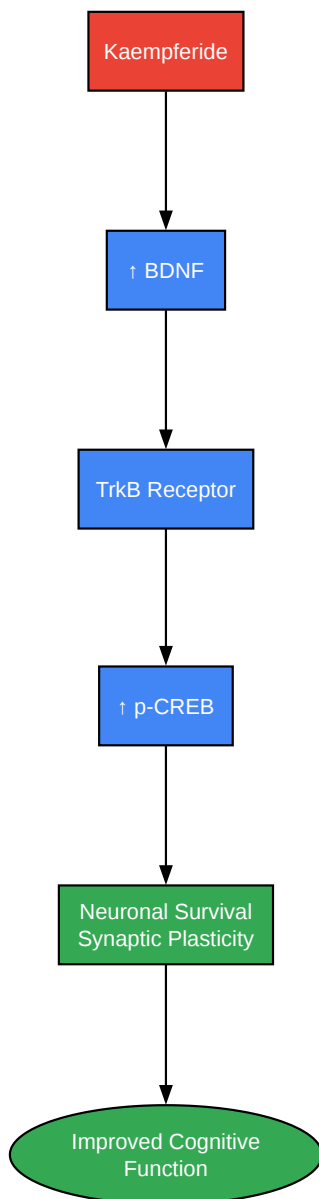 Kaempferide
↑ BDNF
TrkB Receptor
↑ p-CREB
Neuronal Survival
Synaptic Plasticity
Improved Cognitive
Function